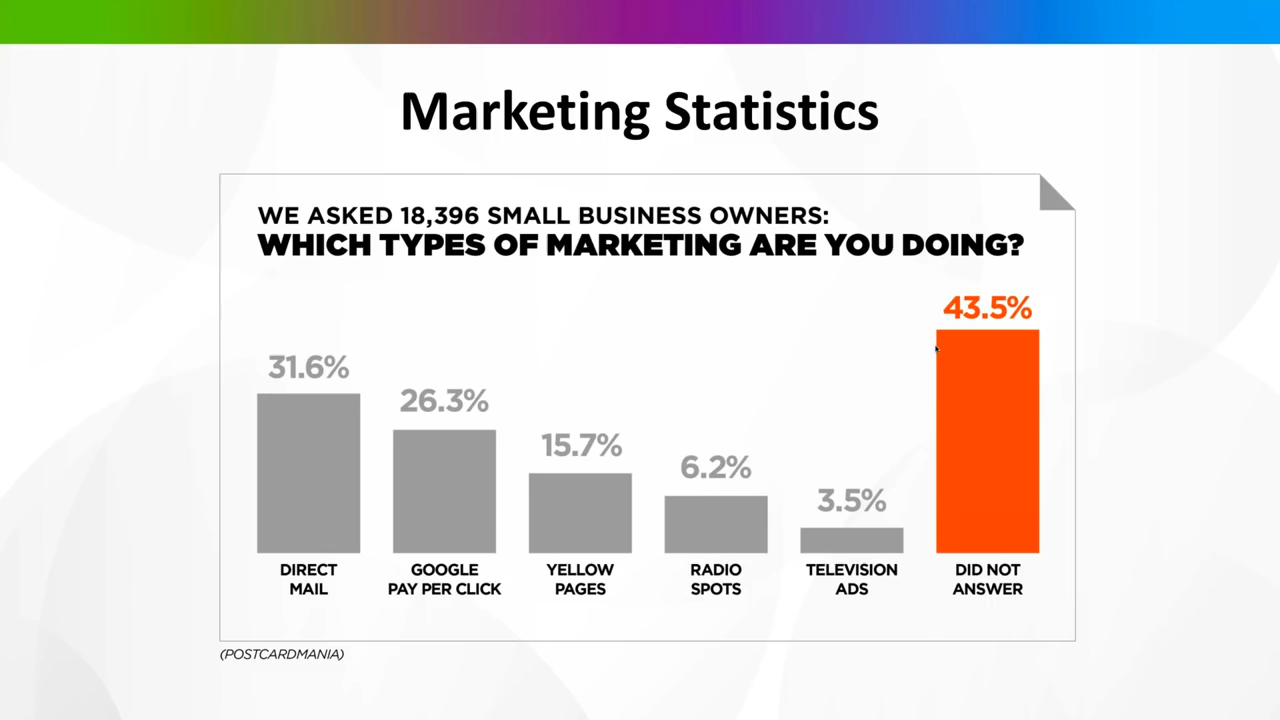 Marketing Statistics
WE ASKED 18,396 SMALL BUSINESS OWNERS:
WHICH TYPES OF MARKETING ARE YOU DOING?
31.6%
26.3%
15.7%
6.2%
3.5%
43.5%
DIRECT
MAIL
GOOGLE
PAY PER CLICK
YELLOW
PAGES
RADIO
SPOTS
TELEVISION
ADS
DID NOT
ANSWER
(POSTCARDMANIA)